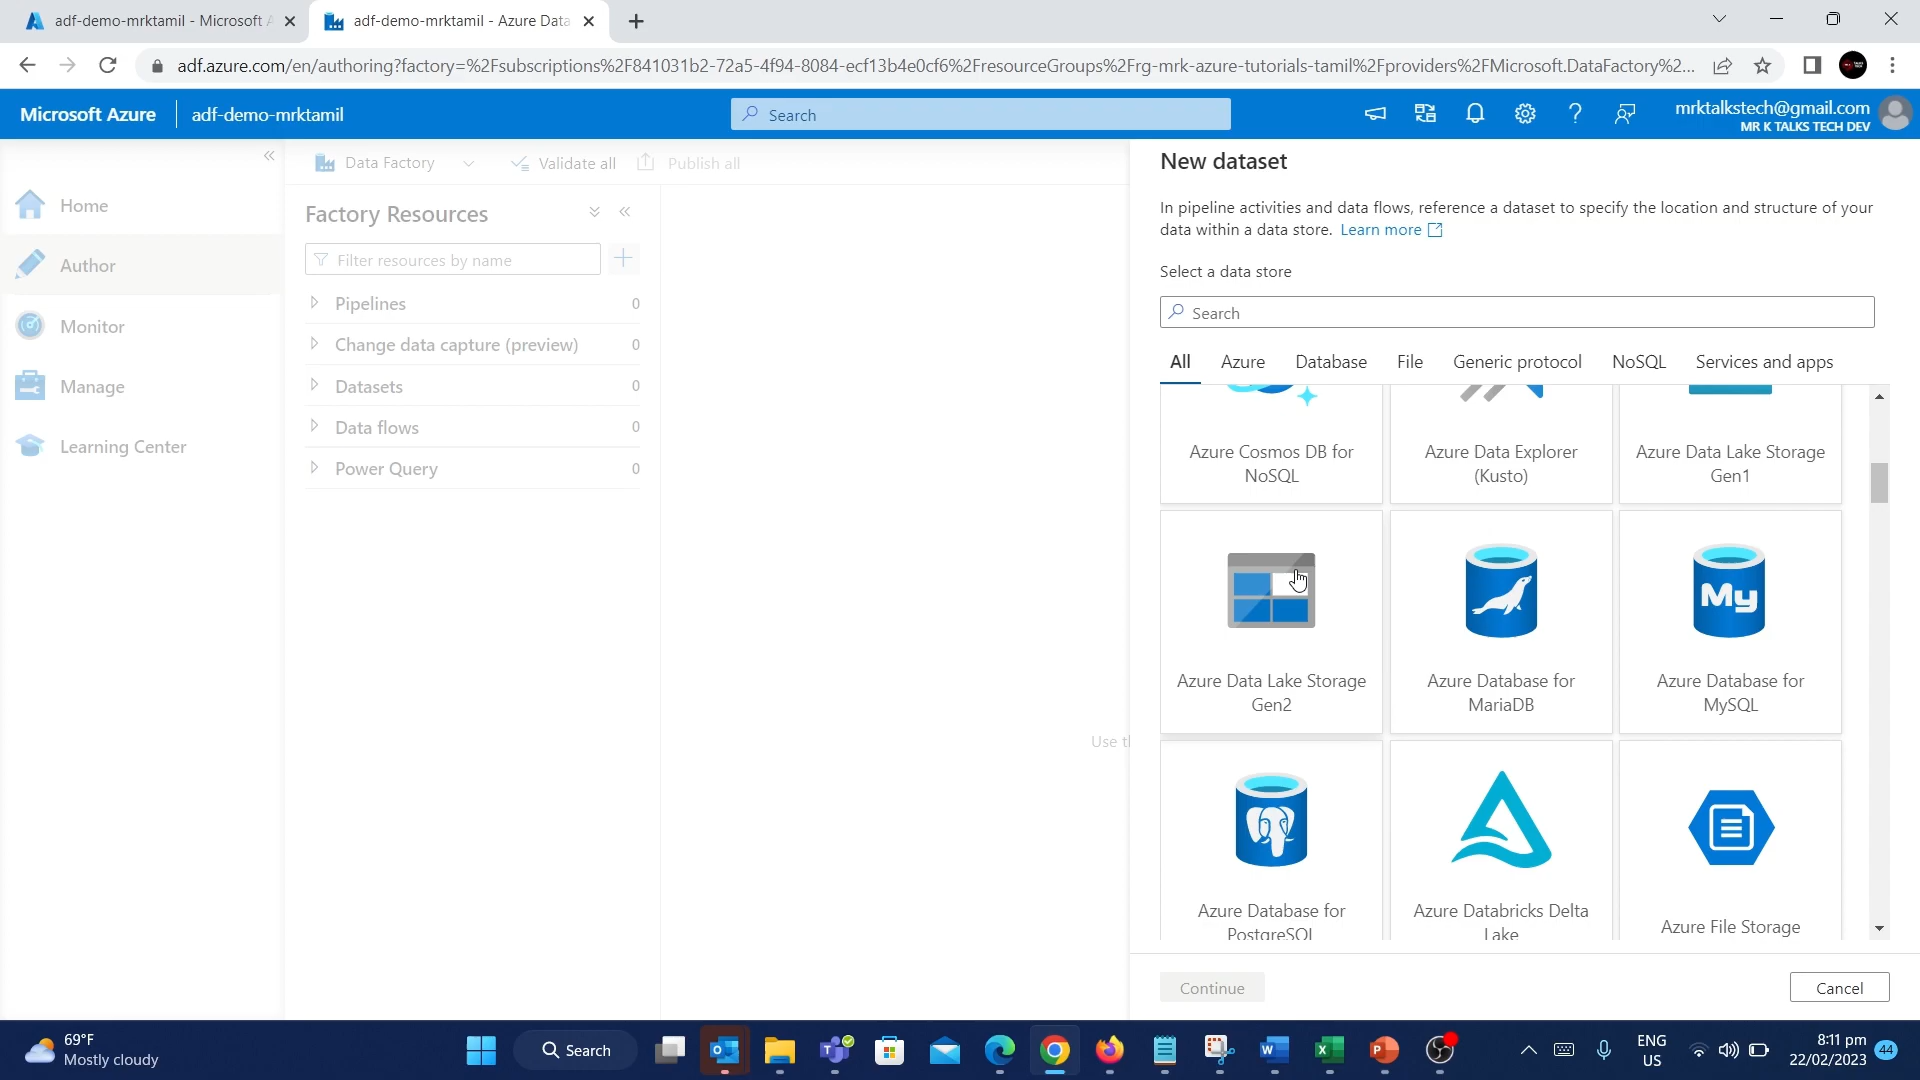 adf-demo-mrktamil - Microsoft A
adf-demo-mrktamil - Azure Data
adf.azure.com/en/authoring?factory=%2Fsubscriptions%2F841031b2-72a5-4f94-8084-ecf13b4e0cf6%2FresourceGroups%2Frg-mrk-azure-tutorials-tamil%2Fproviders%2FMicrosoft.DataFactory%2...
Microsoft Azure
adf-demo-mrktamil
Search
mrktalkstech@gmail.com
MR K TALKS TECH DEV
Home
Author
Monitor
Manage
Learning Center
Data Factory
Validate all
Publish all
Factory Resources
Filter resources by name
Pipelines 0
Change data capture (preview) 0
Datasets 0
Data flows 0
Power Query 0
Use th
New dataset
In pipeline activities and data flows, reference a dataset to specify the location and structure of your
data within a data store. Learn more
Select a data store
Search
All Azure Database File Generic protocol NoSQL Services and apps
Azure Cosmos DB for
NoSQL
Azure Data Explorer
(Kusto)
Azure Data Lake Storage
Gen1
Azure Data Lake Storage
Gen2
Azure Database for
MariaDB
My
Azure Database for
MySQL
Azure Database for
PostgreSQL
Azure Databricks Delta
Lake
Azure File Storage
Continue
Cancel
69°F
Mostly cloudy
Search
ENG
US
8:11 pm
22/02/2023
44